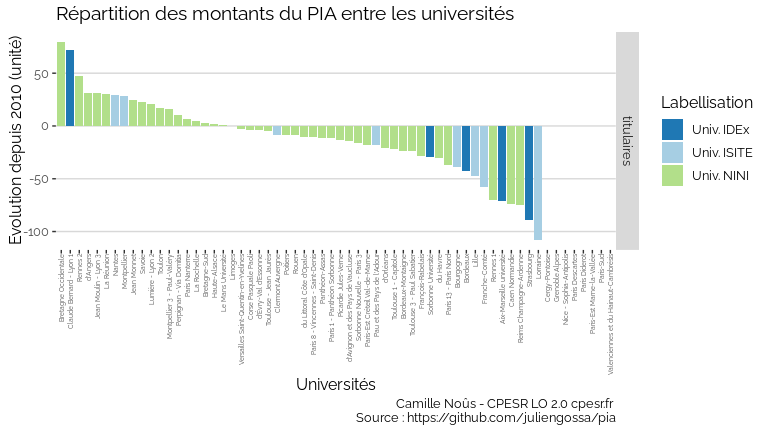 Répartition des montants du PIA entre les universités
Evolution depuis 2010 (unité)
50
0
-50
-100
titulaires
Labellisation
Univ. IDEx
Univ. ISITE
Univ. NINI
Bretagne Occidentale
Claude Bernard - Lyon 1
Rennes 2
d'Angers
Jean Moulin - Lyon 3
La Réunion
Nantes
Montpellier
Jean Monnet
Savoie
Lumière - Lyon 2
Toulon
Montpellier 3 - Paul-Valéry
Perpignan - Via Domitia
Paris Nanterre
La Rochelle
Bretagne-Sud
Haute-Alsace
Le Mans Université
Limoges
Versailles Saint-Quentin-en-Yvelines
Corse Pasquale Paoli
d'Évry-Val d'Essonne
Toulouse - Jean Jaurès
Clermont Auvergne
Poitiers
Rouen
du Littoral Côte d'Opale
Paris 8 - Vincennes - Saint-Denis
Panthéon-Assas
Paris 1 - Panthéon Sorbonne
Picardie Jules-Verne
d'Avignon et des Pays de Vaucluse
Sorbonne Nouvelle - Paris 3
Paris-Est Créteil Val-de-Marne
Pau et des Pays de l'Adour
d'Orléans
Toulouse 1 - Capitole
Bordeaux-Montaigne
Toulouse 3 - Paul Sabatier
François-Rabelais
Sorbonne Université
du Havre
Paris 13 - Paris Nord
Bourgogne
Bordeaux
Lille
Franche-Comté
Rennes 1
Aix-Marseille université
Caen Normandie
Reims Champagne-Ardenne
Strasbourg
Lorraine
Cergy-Pontoise
Grenoble Alpes
Nice - Sophia-Antipolis
Paris Descartes
Paris Diderot
Paris-Est Marne-la-Vallée
Paris-Sud
Valenciennes et du Hainaut-Cambrésis
Universités
Camille Noûs - CPESR LO 2.0 cpesr.fr
Source : https://github.com/juliengossa/pia